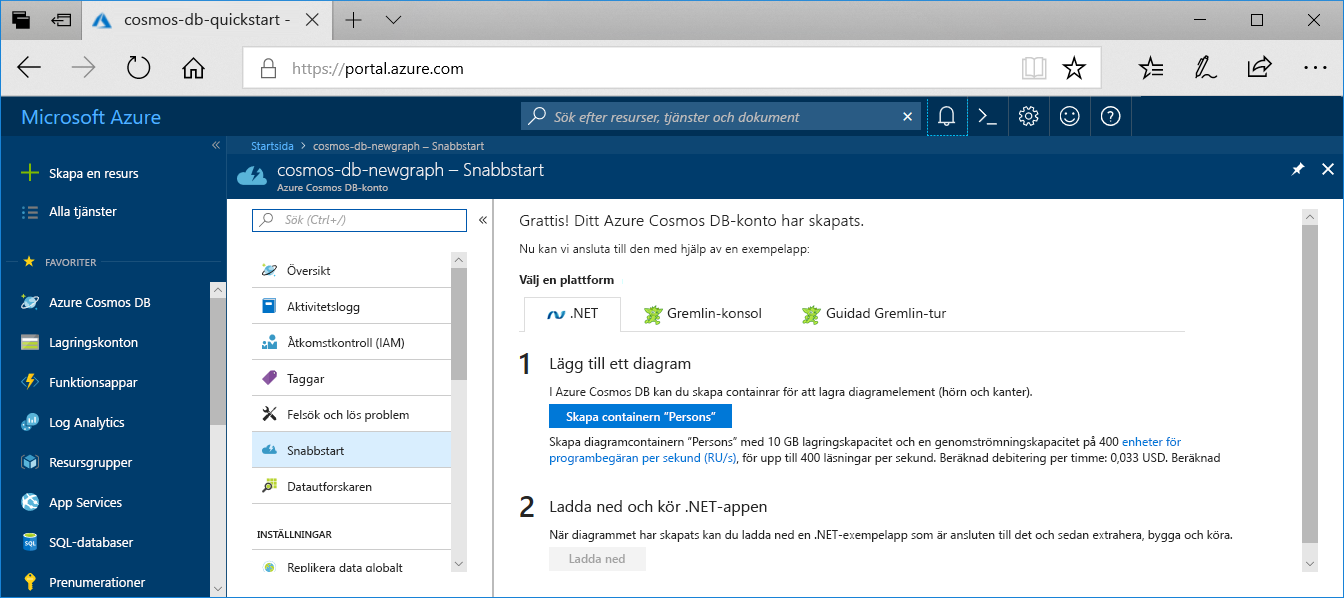 cosmos-db-quickstart -
https://portal.azure.com
Microsoft Azure
Sök efter resurser, tjänster och dokument
Skapa en resurs
Alla tjänster
FAVORITER
Azure Cosmos DB
Lagringskonton
Funktionsappar
Log Analytics
Resursgrupper
App Services
SQL-databaser
Prenumerationer
Startsida > cosmos-db-newgraph – Snabbstart
cosmos-db-newgraph – Snabbstart
Azure Cosmos DB-konto
Sök (Ctrl+/)
Översikt
Aktivitetslogg
Åtkomstkontroll (IAM)
Taggar
Felsök och lös problem
Snabbstart
Datautforskaren
INSTÄLLNINGAR
Replikera data globalt
Grattis! Ditt Azure Cosmos DB-konto har skapats.
Nu kan vi ansluta till den med hjälp av en exempelapp:
Välj en plattform
.NET
Gremlin-konsol
Guidad Gremlin-tur
1 Lägg till ett diagram
I Azure Cosmos DB kan du skapa containrar för att lagra diagramelement (hörn och kanter).
Skapa containern ”Persons”
Skapa diagramcontainern ”Persons” med 10 GB lagringskapacitet och en genomströmningskapacitet på 400 enheter för
programbegäran per sekund (RU/s), för upp till 400 läsningar per sekund. Beräknad debitering per timme: 0,033 USD. Beräknad
2 Ladda ned och kör .NET-appen
När diagrammet har skapats kan du ladda ned en .NET-exempelapp som är ansluten till det och sedan extrahera, bygga och köra.
Ladda ned